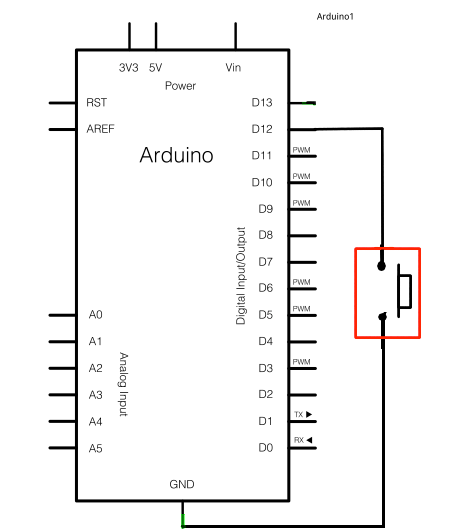 Arduino1
3V3 5V Vin
Power
RST D13
AREF D12
Arduino
D11 PWM
D10 PWM
D9 PWM
D8
D7
Digital Input/Output
D6 PWM
A0 D5 PWM
A1 D4
A2 D3 PWM
Analog Input
A3 D2
A4 D1 TX ▶
A5 D0 RX ◀
GND